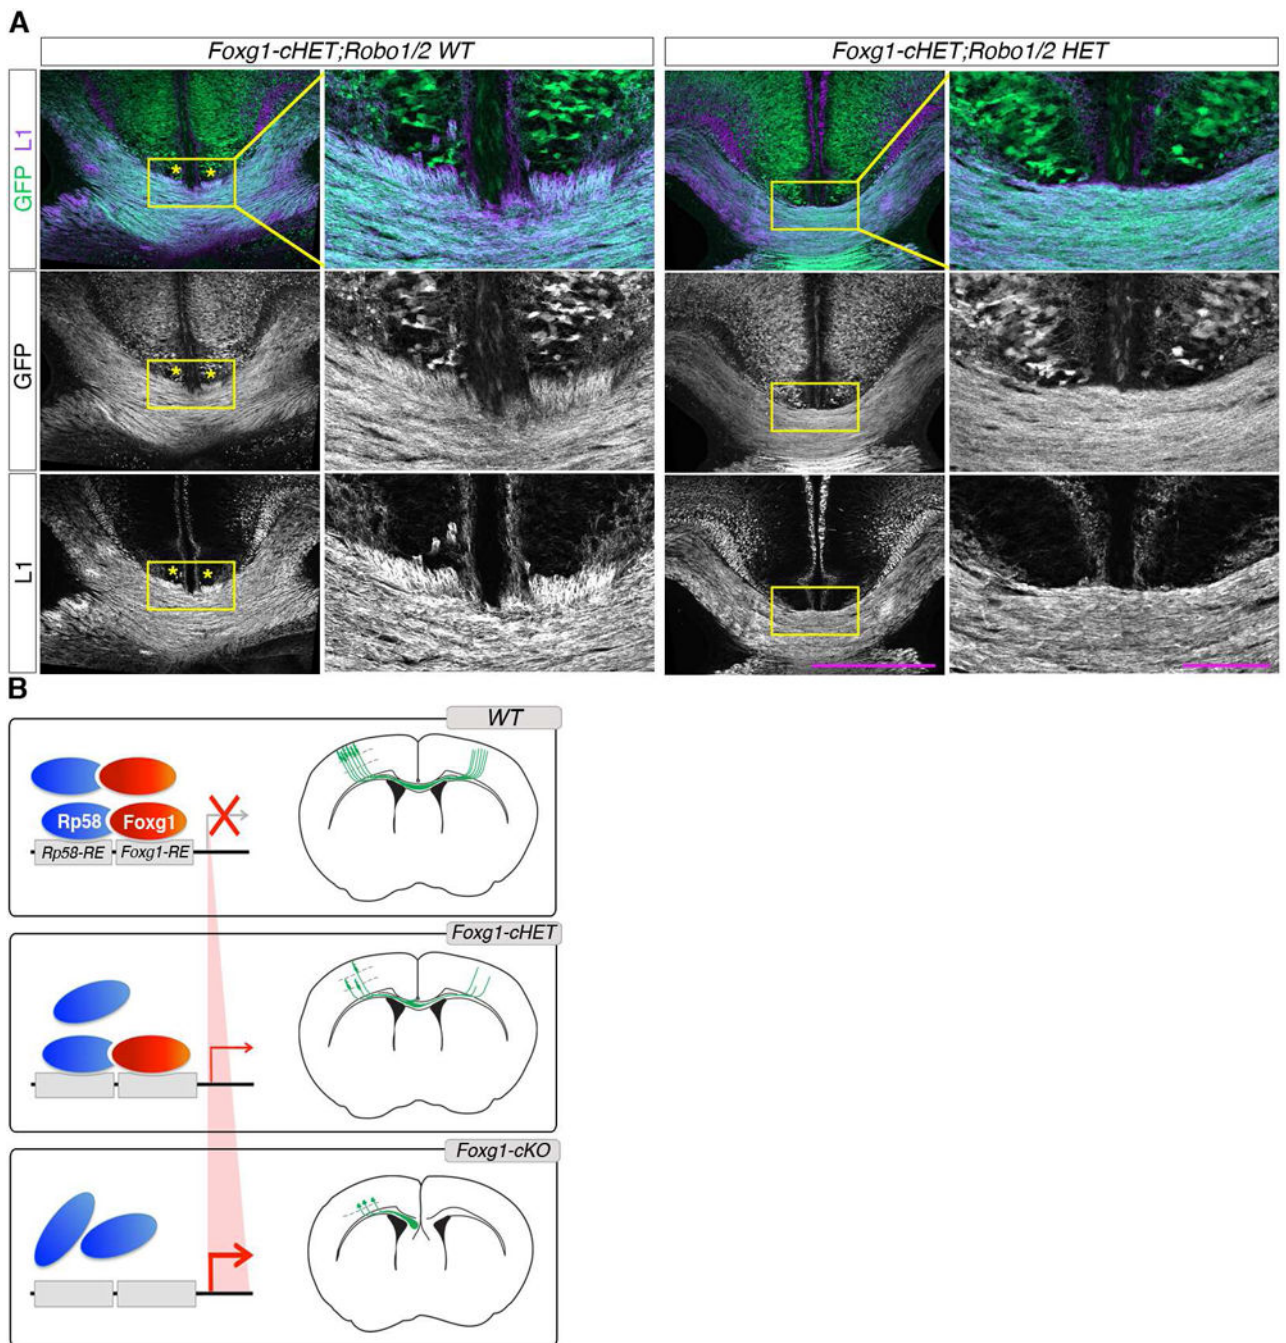 A
Foxg1-cHET;Robo1/2 WT
Foxg1-cHET;Robo1/2 HET
GFP L1
* *
GFP
* *
L1
* *
B
WT
Rp58 Foxg1
Rp58-RE Foxg1-RE
Foxg1-cHET
Foxg1-cKO